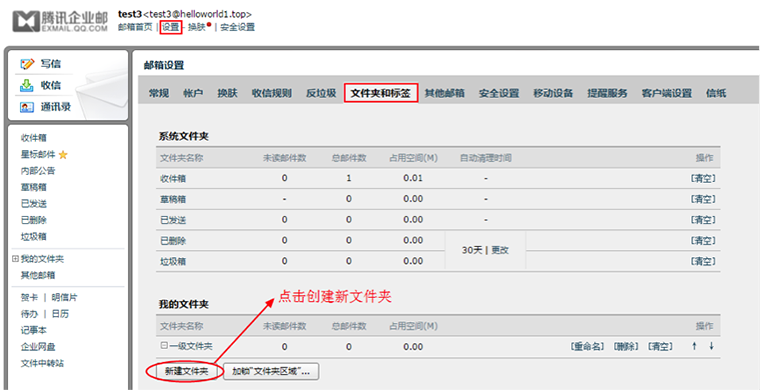 腾讯企业邮
EXMAIL.QQ.COM
test3<test3@helloworld1.top>
邮箱首页 | 设置 - 换肤 | 安全设置
写信
收信
通讯录
收件箱
星标邮件
内部公告
草稿箱
已发送
已删除
垃圾箱
我的文件夹
其他邮箱
贺卡 | 明信片
待办 | 日历
记事本
企业网盘
文件中转站
邮箱设置
常规 帐户 换肤 收信规则 反垃圾 文件夹和标签 其他邮箱 安全设置 移动设备 提醒服务 客户端设置 信纸
系统文件夹
文件夹名称 未读邮件数 总邮件数 占用空间(M) 自动清理时间 操作
收件箱 0 1 0.01 - [清空]
草稿箱 - 0 0.00 - [清空]
已发送 0 0 0.00 - [清空]
已删除 0 0 0.00 30天 | 更改 [清空]
垃圾箱 0 0 0.00 [清空]
点击创建新文件夹
我的文件夹
文件夹名称 未读邮件数 总邮件数 占用空间(M) 操作
一级文件夹 0 0 0.00 [重命名] [删除] [清空] ↑ ↓
新建文件夹 加锁"文件夹区域"...